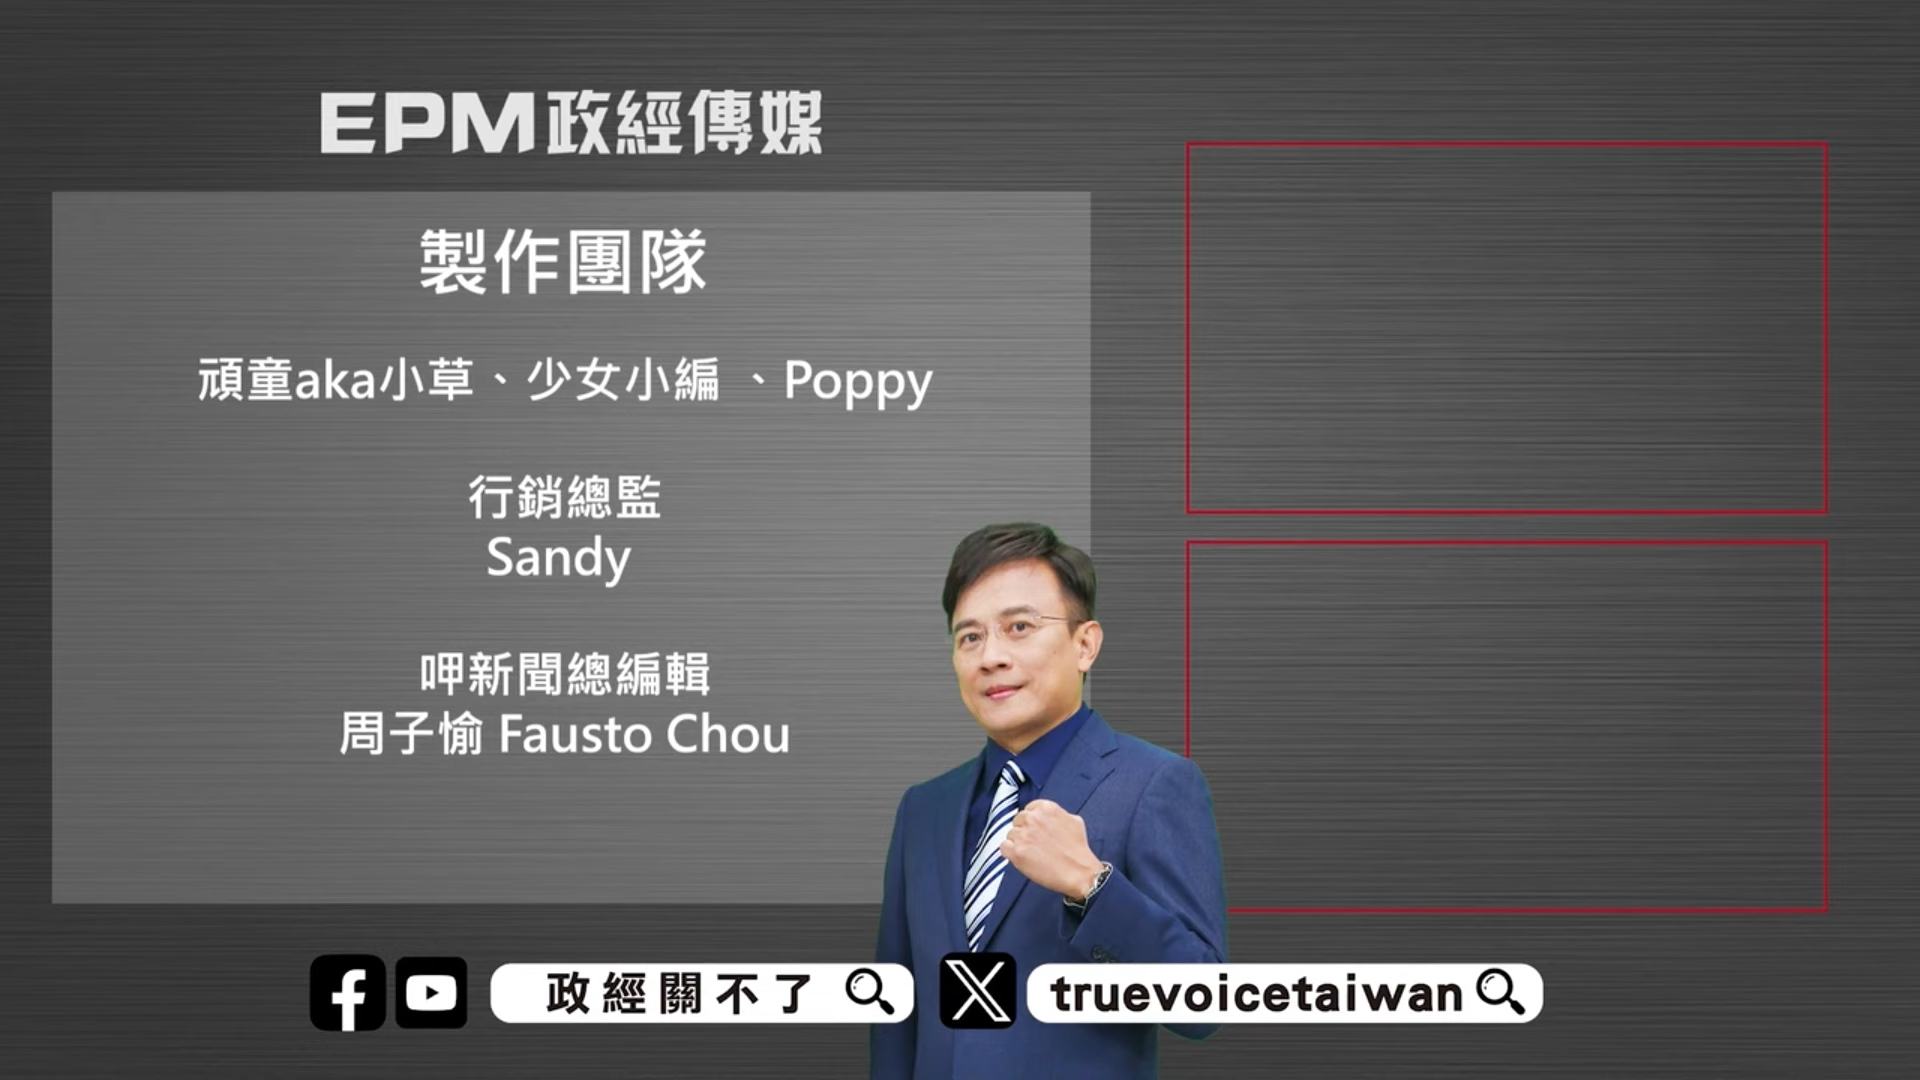 EPM政經傳媒
製作團隊
頑童aka小草、少女小編 、Poppy
行銷總監
Sandy
呷新聞總編輯
周子愉 Fausto Chou
政經關不了
truevoicetaiwan